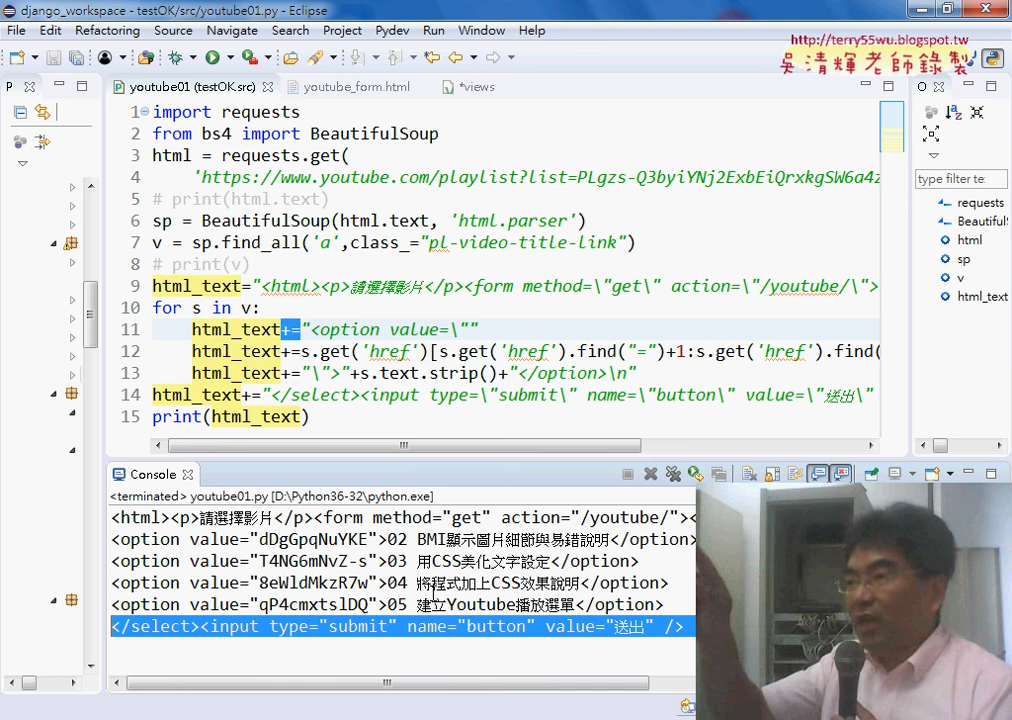 django_workspace - testOK/src/youtube01.py - Eclipse
File Edit Refactoring Source Navigate Search Project Pydev Run Window Help
http://terry55wu.blogspot.tw
吳清輝老師錄製
P
youtube01 (testOK.src)
youtube_form.html
*views
O
1 import requests
2 from bs4 import BeautifulSoup
3 html = requests.get(
4 'https://www.youtube.com/playlist?list=PLgzs-Q3byiYNj2ExbEiQrxkgSW6a4z
5 # print(html.text)
6 sp = BeautifulSoup(html.text, 'html.parser')
7 v = sp.find_all('a',class_="pl-video-title-link")
8 # print(v)
9 html_text="<html><p>請選擇影片</p><form method=\"get\" action=\"/youtube/\">
10 for s in v:
11 html_text+="<option value=\""
12 html_text+=s.get('href')[s.get('href').find("=")+1:s.get('href').find(
13 html_text+="\">"+s.text.strip()+"</option>\n"
14 html_text+="</select><input type=\"submit\" name=\"button\" value=\"送出\"
15 print(html_text)
type filter te
requests
Beautiful
html
sp
v
html_text
Console
<terminated> youtube01.py [D:\Python36-32\python.exe]
<html><p>請選擇影片</p><form method="get" action="/youtube/"><
<option value="dDgGpqNuYKE">02 BMI顯示圖片細節與易錯說明</option>
<option value="T4NG6mNvZ-s">03 用CSS美化文字設定</option>
<option value="8eWldMkzR7w">04 將程式加上CSS效果說明</option>
<option value="qP4cmxtslDQ">05 建立Youtube播放選單</option>
</select><input type="submit" name="button" value="送出" />